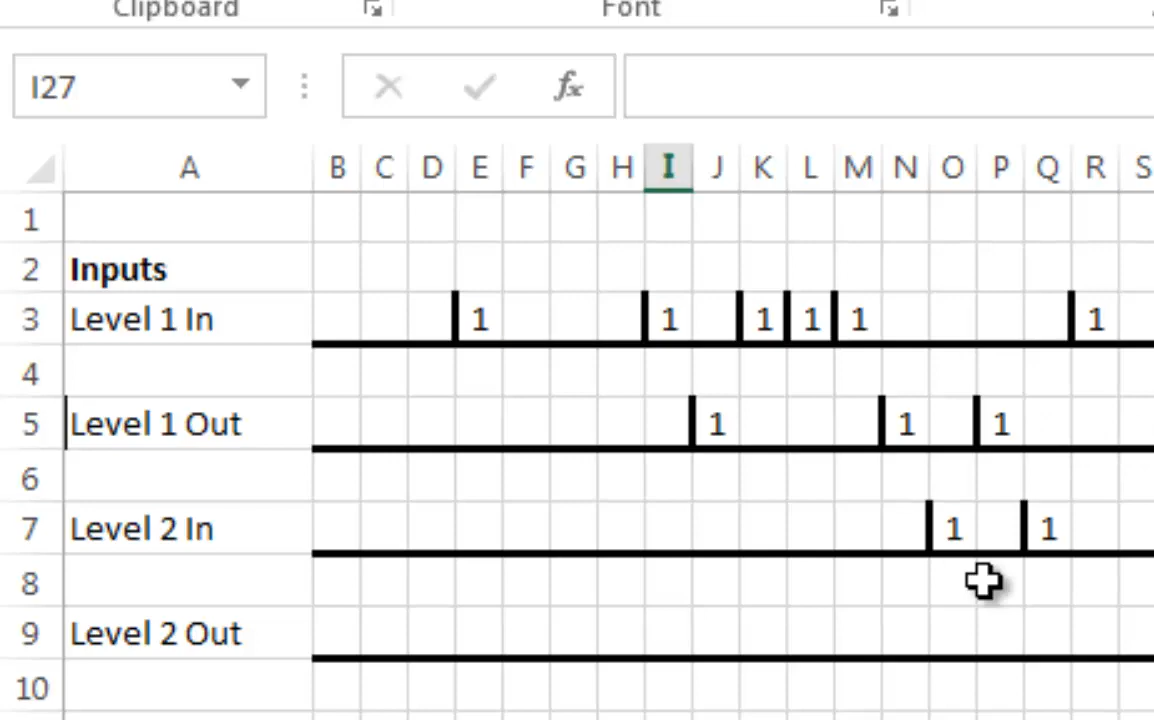 Clipboard Font
I27 fx
A B C D E F G H I J K L M N O P Q R S
1
2 Inputs
3 Level 1 In 1 1 1 1 1 1
4
5 Level 1 Out 1 1 1
6
7 Level 2 In 1 1
8
9 Level 2 Out
10